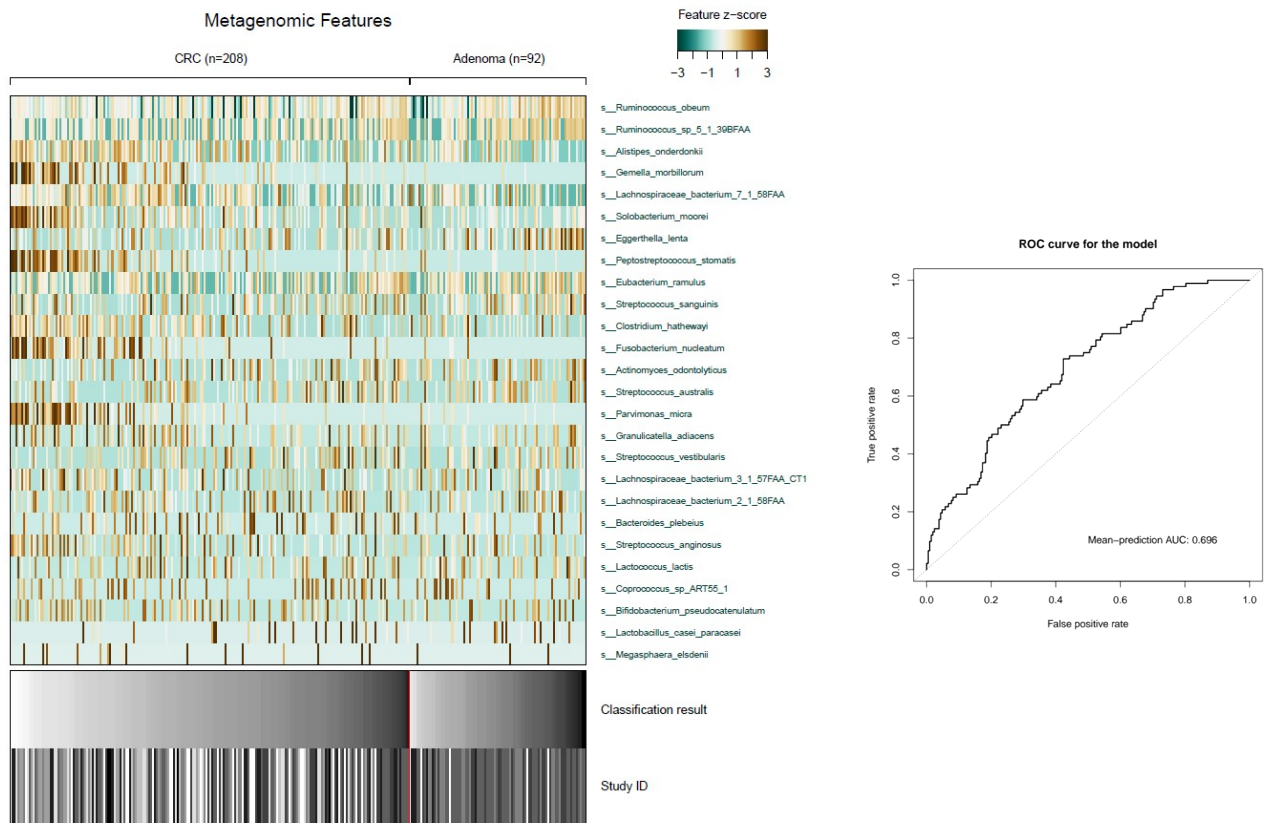 Metagenomic Features
CRC (n=208)
Adenoma (n=92)
Feature z−score
−3 −1 1 3
s__Ruminococcus_obeum
s__Ruminococcus_sp_5_1_39BFAA
s__Alistipes_onderdonkii
s__Gemella_morbillorum
s__Lachnospiraceae_bacterium_7_1_58FAA
s__Solobacterium_moorei
s__Eggerthella_lenta
s__Peptostreptococcus_stomatis
s__Eubacterium_ramulus
s__Streptococcus_sanguinis
s__Clostridium_hathewayi
s__Fusobacterium_nucleatum
s__Actinomyces_odontolyticus
s__Streptococcus_australis
s__Parvimonas_micra
s__Granulicatella_adiacens
s__Streptococcus_vestibularis
s__Lachnospiraceae_bacterium_3_1_57FAA_CT1
s__Lachnospiraceae_bacterium_2_1_58FAA
s__Bacteroides_plebeius
s__Streptococcus_anginosus
s__Lactococcus_lactis
s__Coprococcus_sp_ART55_1
s__Bifidobacterium_pseudocatenulatum
s__Lactobacillus_casei_paracasei
s__Megasphaera_elsdenii
Classification result
Study ID
ROC curve for the model
True positive rate
1.0
0.8
0.6
0.4
0.2
0.0
Mean−prediction AUC: 0.696
0.0 0.2 0.4 0.6 0.8 1.0
False positive rate